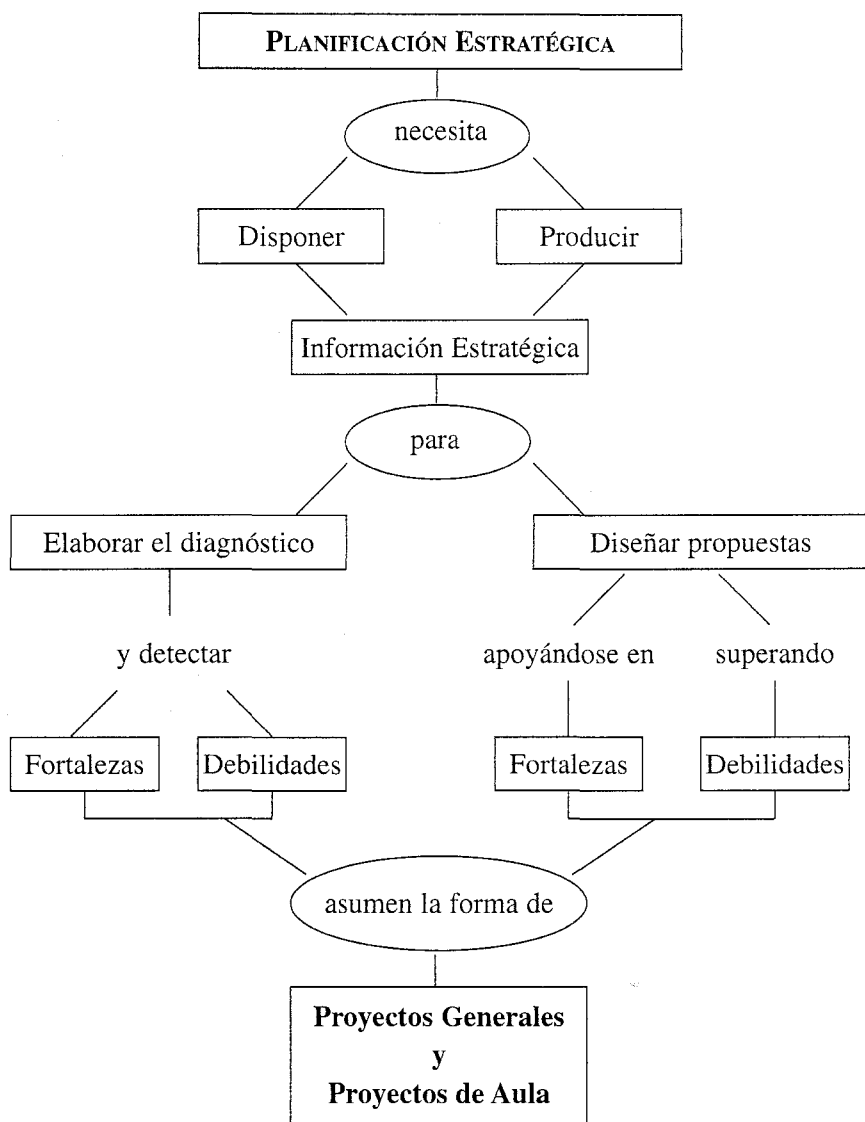 PLANIFICACIÓN ESTRATÉGICA
necesita
Disponer
Producir
Información Estratégica
para
Elaborar el diagnóstico
Diseñar propuestas
y detectar
apoyándose en
superando
Fortalezas
Debilidades
Fortalezas
Debilidades
asumen la forma de
Proyectos Generales
y
Proyectos de Aula